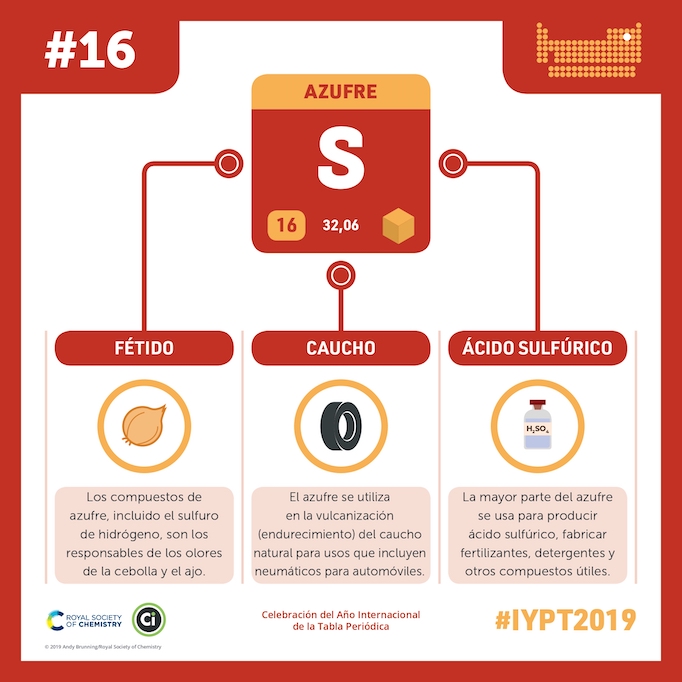 #16
AZUFRE
S
16
32,06
FÉTIDO
CAUCHO
ÁCIDO SULFÚRICO
H₂SO₄
Los compuestos de
azufre, incluido el sulfuro
de hidrógeno, son los
responsables de los olores
de la cebolla y el ajo.
El azufre se utiliza
en la vulcanización
(endurecimiento) del caucho
natural para usos que incluyen
neumáticos para automóviles.
La mayor parte del azufre
se usa para producir
ácido sulfúrico, fabricar
fertilizantes, detergentes y
otros compuestos útiles.
ROYAL SOCIETY
OF CHEMISTRY
Ci
Celebración del Año Internacional
de la Tabla Periódica
#IYPT2019
© 2019 Andy Brunning/Royal Society of Chemistry